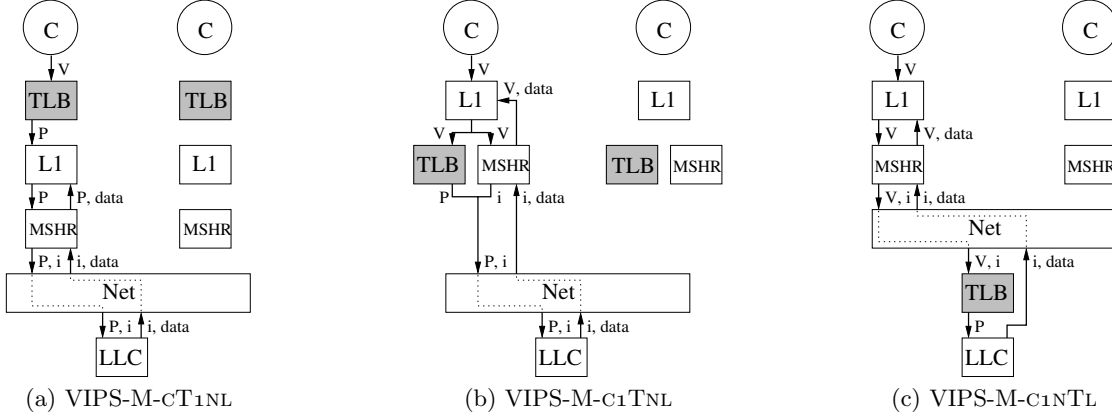 C C C C C C
V V V
TLB TLB L1 L1 L1 L1
V, data
P V V V V, data
L1 L1 TLB MSHR TLB MSHR MSHR MSHR
P P, data P i V, i i, data
MSHR MSHR i, data Net
P, i i, data P, i V, i i, data
Net Net TLB
P, i i, data P, i i, data P
LLC LLC LLC
(a) VIPS-M-CT1NL (b) VIPS-M-C1TNL (c) VIPS-M-C1NTL